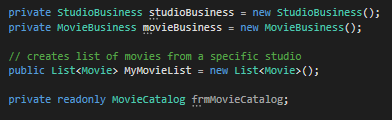 private StudioBusiness studioBusiness = new StudioBusiness();
private MovieBusiness movieBusiness = new MovieBusiness();
// creates list of movies from a specific studio
public List<Movie> MyMovieList = new List<Movie>();
private readonly MovieCatalog frmMovieCatalog;